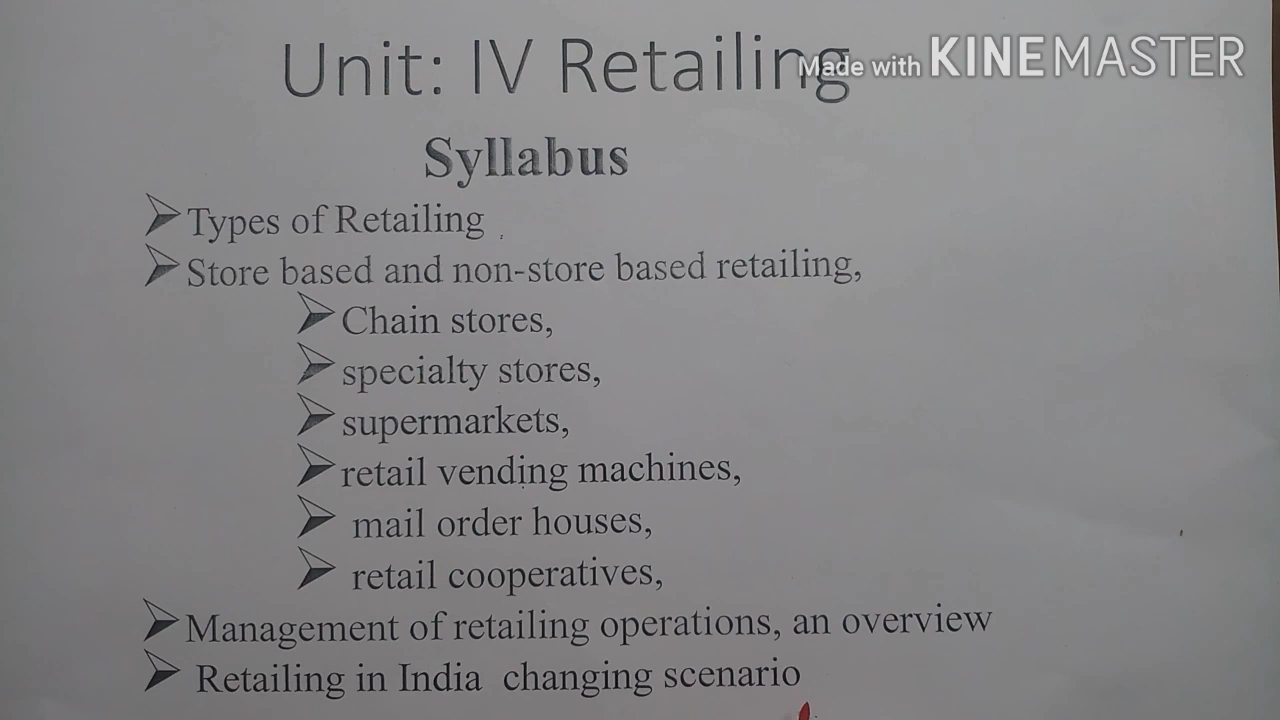 Unit: IV Retailing
Made with KINEMASTER
Syllabus
Types of Retailing
Store based and non-store based retailing,
Chain stores,
specialty stores,
supermarkets,
retail vending machines,
mail order houses,
retail cooperatives,
Management of retailing operations, an overview
Retailing in India changing scenario